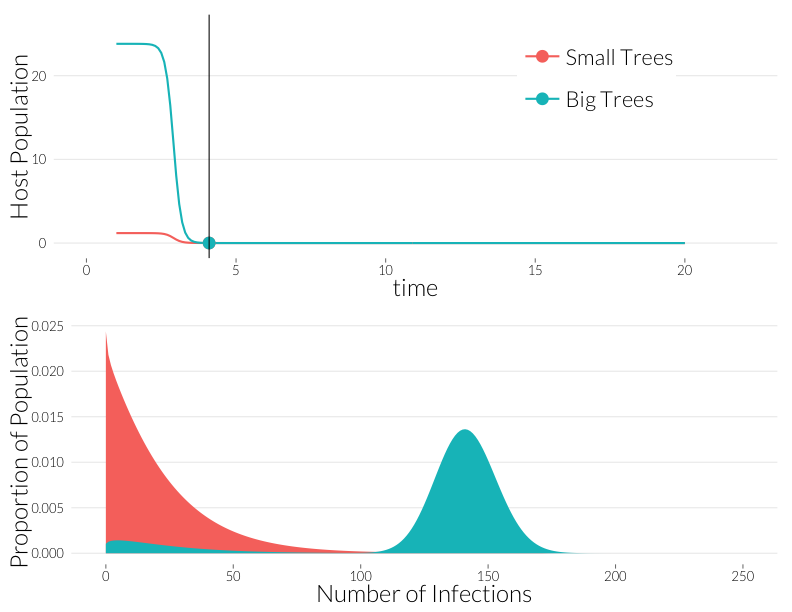 Host Population
20
10
0
Small Trees
Big Trees
0 5 10 15 20
time
Proportion of Population
0.025
0.020
0.015
0.010
0.005
0.000
0 50 100 150 200 250
Number of Infections